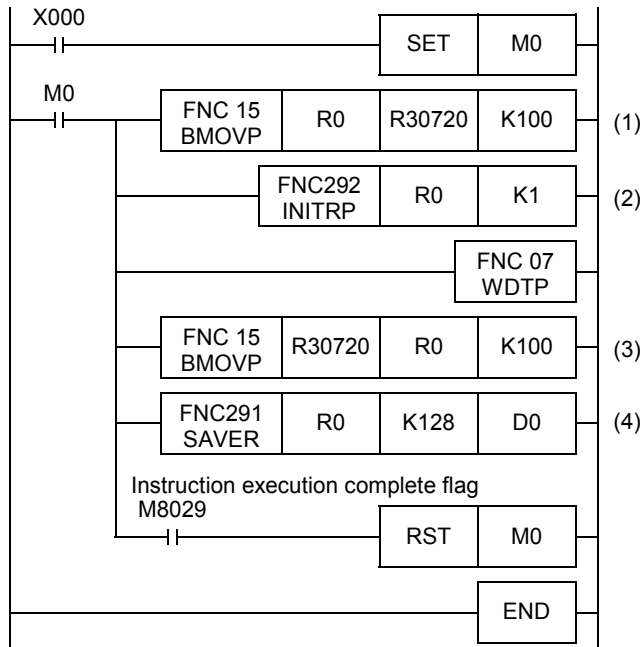 X000
SET M0
M0
FNC 15 BMOVP R0 R30720 K100 (1)
FNC292 INITRP R0 K1 (2)
FNC 07 WDTP
FNC 15 BMOVP R30720 R0 K100 (3)
FNC291 SAVER R0 K128 D0 (4)
Instruction execution complete flag
M8029
RST M0
END